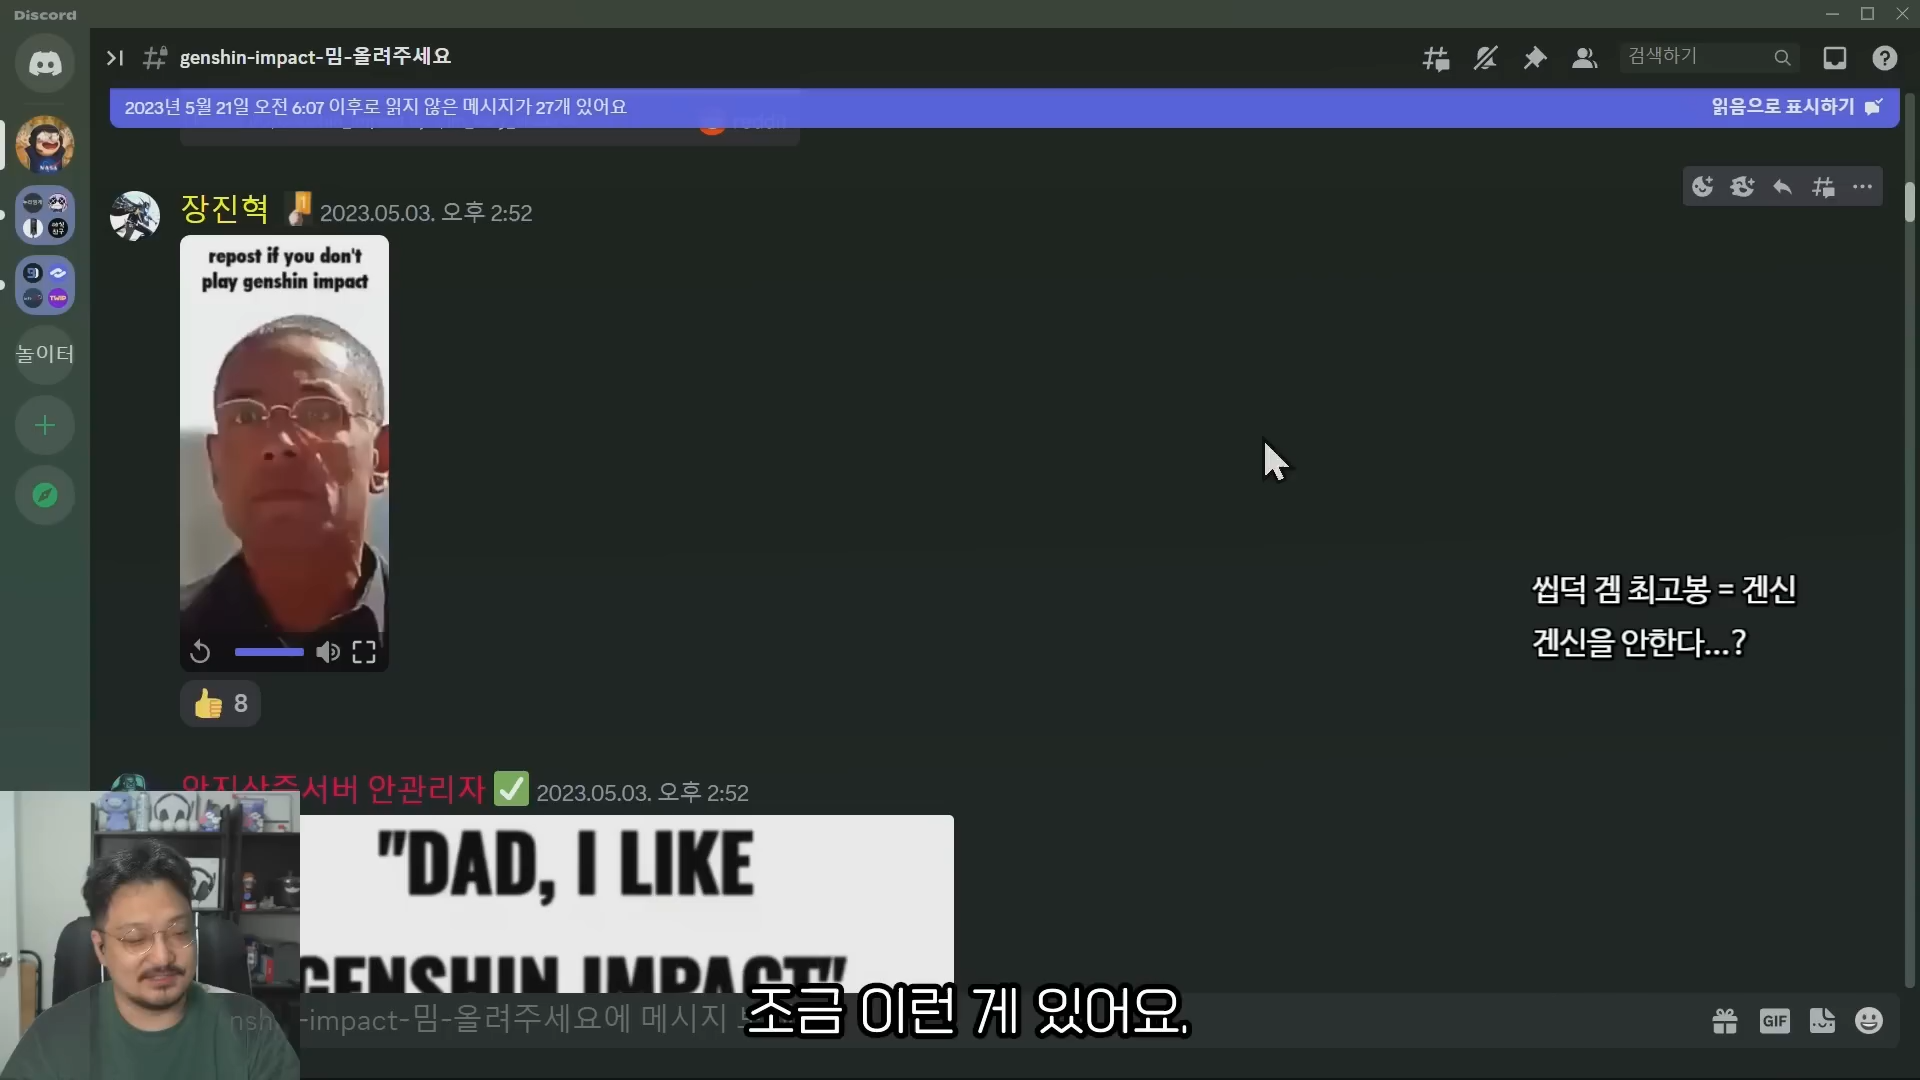 Discord
genshin-impact-밈-올려주세요
검색하기
2023년 5월 21일 오전 6:07 이후로 읽지 않은 메시지가 27개 있어요
읽음으로 표시하기
reddit
장진혁
2023.05.03. 오후 2:52
repost if you don't
play genshin impact
놀이터
씹덕 겜 최고봉 = 겐신
겐신을 안한다...?
8
서버 안관리자
2023.05.03. 오후 2:52
"DAD, I LIKE
GENSHIN IMPACT"
-impact-밈-올려주세요에 메시지
조금 이런 게 있어요.
GIF